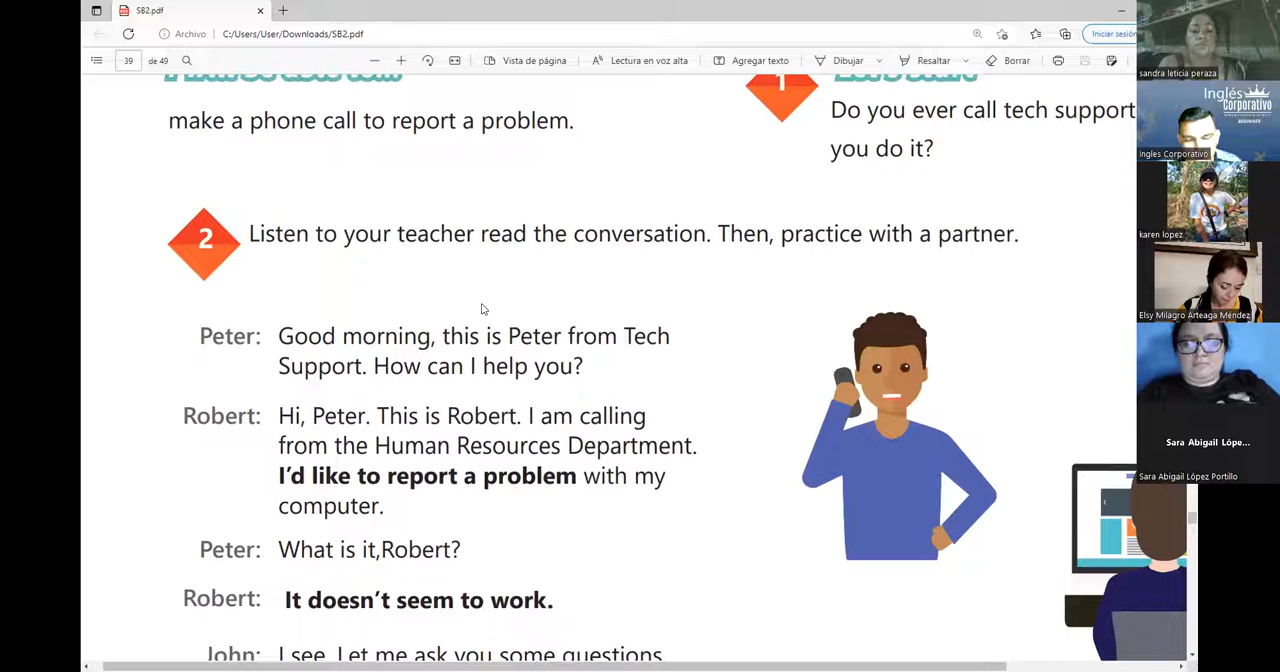 SB2.pdf
Archivo
C:/Users/User/Downloads/SB2.pdf
Iniciar sesión
39
de 49
Vista de página
Lectura en voz alta
Agregar texto
Dibujar
Resaltar
Borrar
make a phone call to report a problem.
1
Do you ever call tech support
you do it?
2
Listen to your teacher read the conversation. Then, practice with a partner.
Peter: Good morning, this is Peter from Tech
Support. How can I help you?
Robert: Hi, Peter. This is Robert. I am calling
from the Human Resources Department.
I'd like to report a problem with my
computer.
Peter: What is it,Robert?
Robert: It doesn't seem to work.
John: I see. Let me ask you some questions
sandra leticia peraza
Inglés
Corporativo
BEGINNER
Ingles Corporativo
karen lopez
Elsy Milagro Arteaga Méndez
Sara Abigail Lópe...
Sara Abigail López Portillo